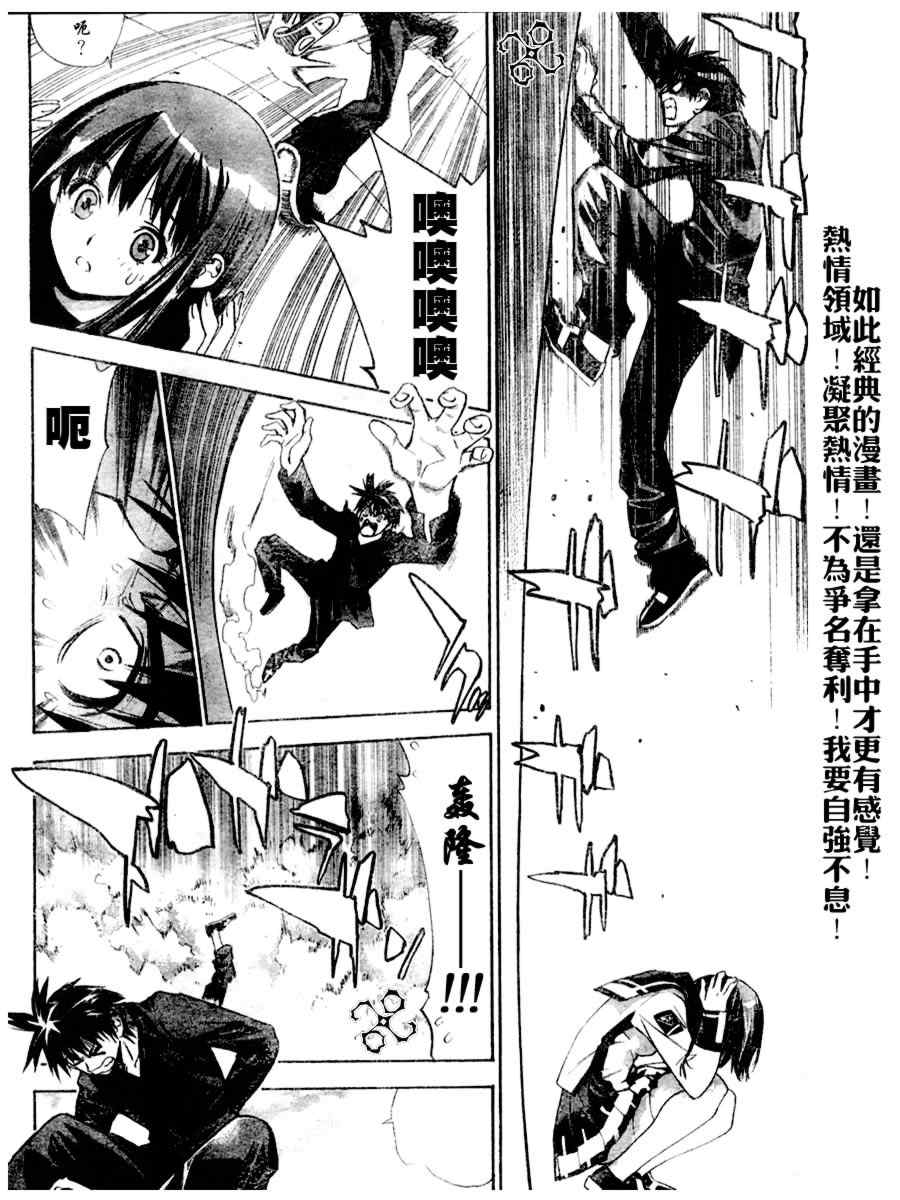 如此經典的漫畫！還是拿在手中才更有感覺！
熱情領域！凝聚熱情！不為爭名奪利！我要自強不息！
噢噢噢噢
呃？
呃
轟隆——!!!